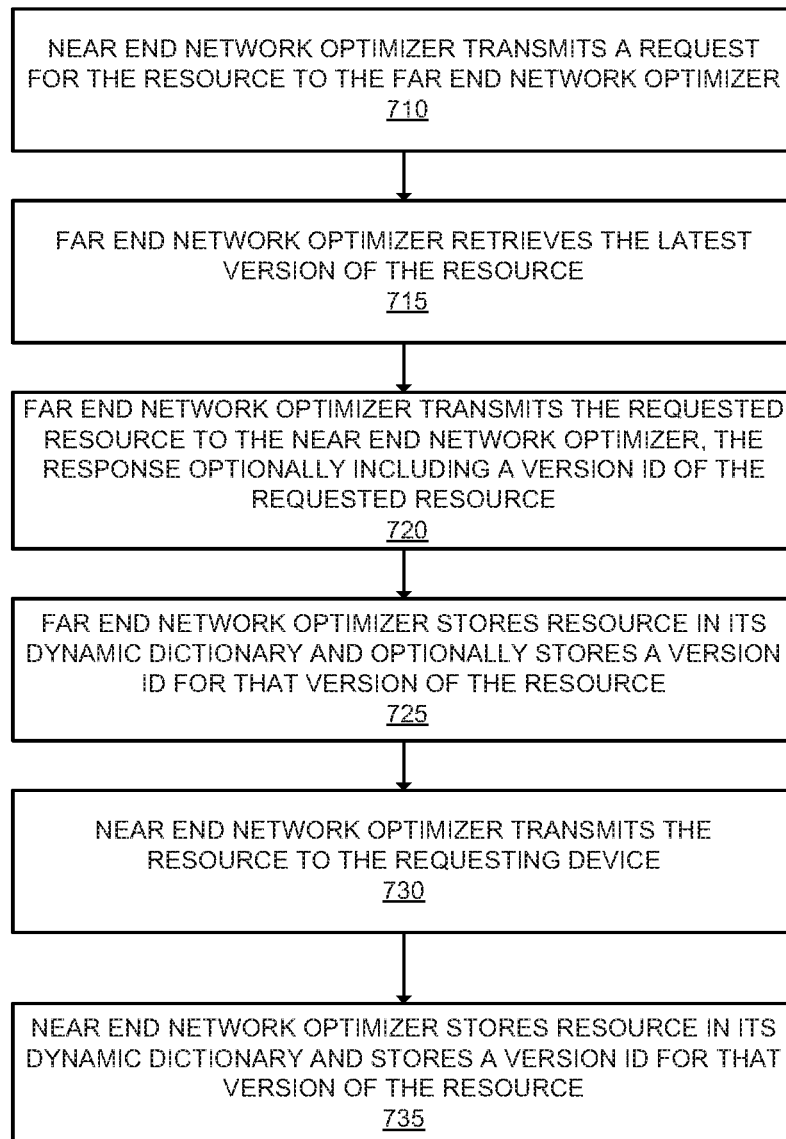 NEAR END NETWORK OPTIMIZER TRANSMITS A REQUEST
FOR THE RESOURCE TO THE FAR END NETWORK OPTIMIZER
710
FAR END NETWORK OPTIMIZER RETRIEVES THE LATEST
VERSION OF THE RESOURCE
715
FAR END NETWORK OPTIMIZER TRANSMITS THE REQUESTED
RESOURCE TO THE NEAR END NETWORK OPTIMIZER, THE
RESPONSE OPTIONALLY INCLUDING A VERSION ID OF THE
REQUESTED RESOURCE
720
FAR END NETWORK OPTIMIZER STORES RESOURCE IN ITS
DYNAMIC DICTIONARY AND OPTIONALLY STORES A VERSION
ID FOR THAT VERSION OF THE RESOURCE
725
NEAR END NETWORK OPTIMIZER TRANSMITS THE
RESOURCE TO THE REQUESTING DEVICE
730
NEAR END NETWORK OPTIMIZER STORES RESOURCE IN ITS
DYNAMIC DICTIONARY AND STORES A VERSION ID FOR THAT
VERSION OF THE RESOURCE
735